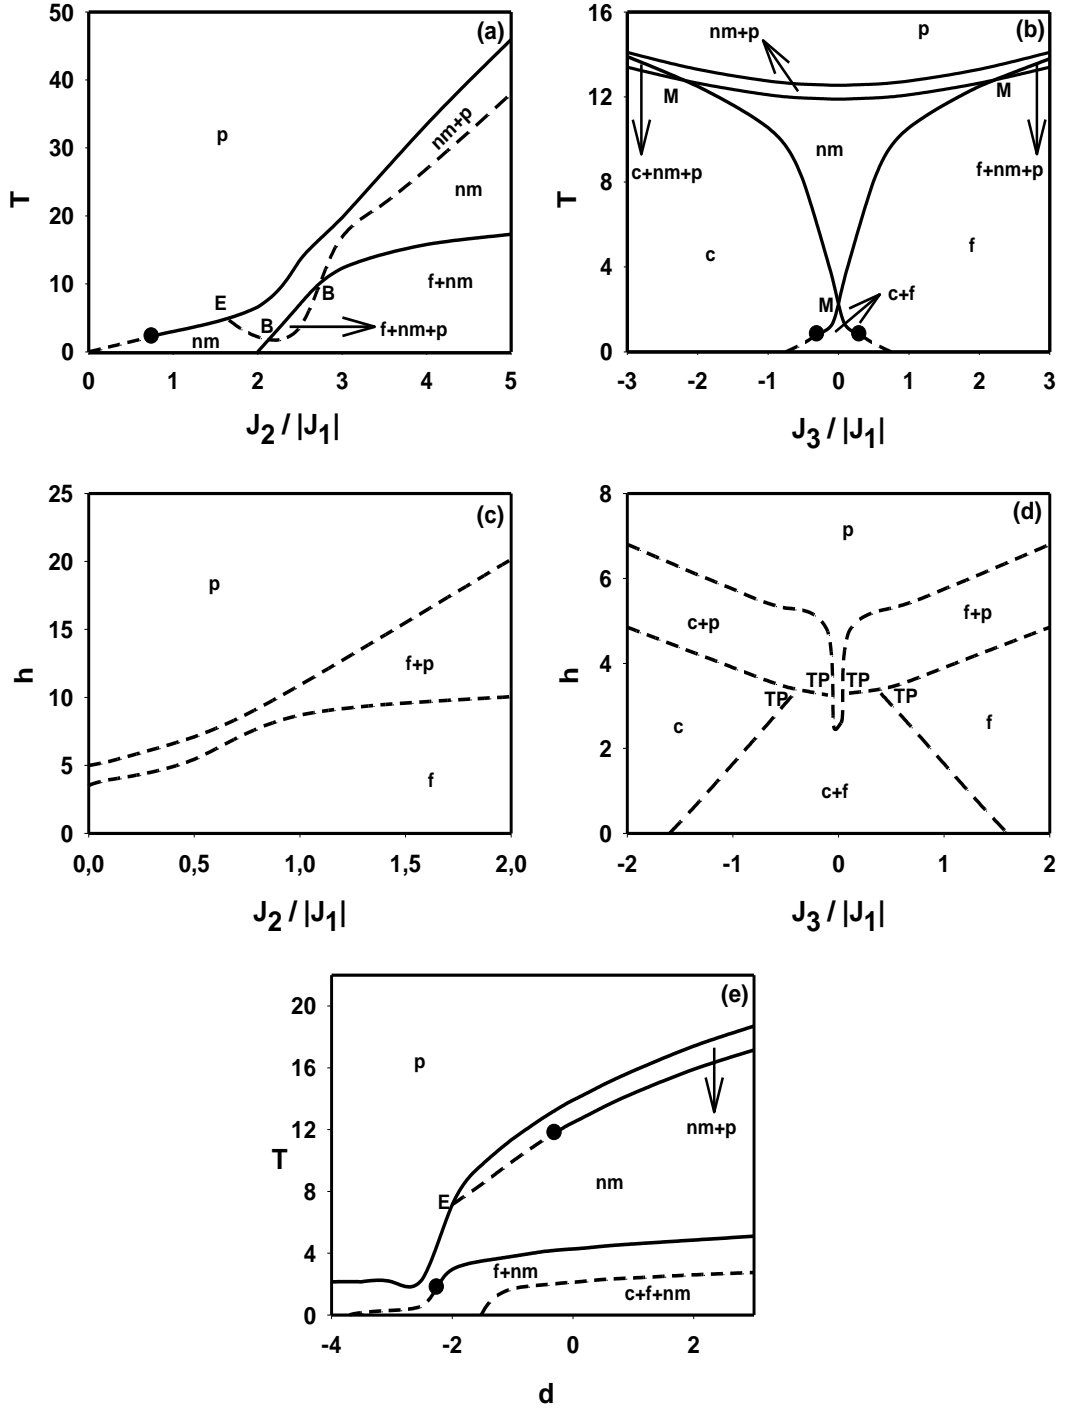 (a)
50
40
30
20
10
0
T
p
nm+p
nm
f+nm
f+nm+p
E
B
B
nm
0 1 2 3 4 5
J2 / |J1|
(b)
16
12
8
4
0
T
nm+p
p
M
M
nm
c+nm+p
f+nm+p
c
f
M
c+f
-3 -2 -1 0 1 2 3
J3 / |J1|
(c)
25
20
15
10
5
0
h
p
f+p
f
0,0 0,5 1,0 1,5 2,0
J2 / |J1|
(d)
8
6
4
2
0
h
p
c+p
f+p
TP TP
TP
TP
c
f
c+f
-2 -1 0 1 2
J3 / |J1|
(e)
20
16
12
8
4
0
T
p
nm+p
nm
E
f+nm
c+f+nm
-4 -2 0 2
d